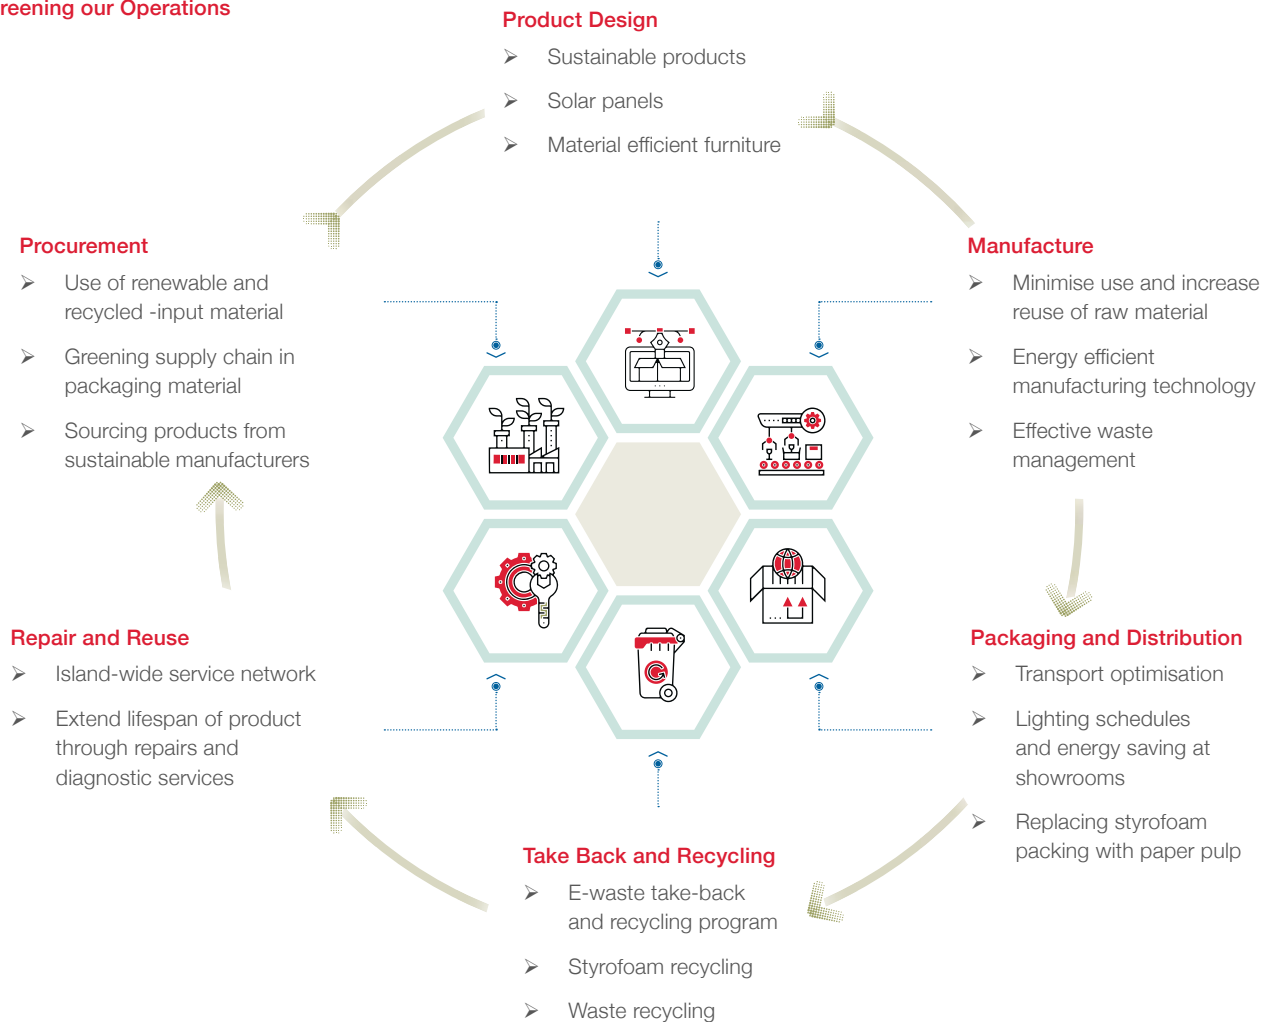 reening our Operations
Product Design
➢ Sustainable products
➢ Solar panels
➢ Material efficient furniture
Procurement
➢ Use of renewable and
recycled -input material
➢ Greening supply chain in
packaging material
➢ Sourcing products from
sustainable manufacturers
Manufacture
➢ Minimise use and increase
reuse of raw material
➢ Energy efficient
manufacturing technology
➢ Effective waste
management
Repair and Reuse
➢ Island-wide service network
➢ Extend lifespan of product
through repairs and
diagnostic services
Packaging and Distribution
➢ Transport optimisation
➢ Lighting schedules
and energy saving at
showrooms
➢ Replacing styrofoam
packing with paper pulp
Take Back and Recycling
➢ E-waste take-back
and recycling program
➢ Styrofoam recycling
➢ Waste recycling